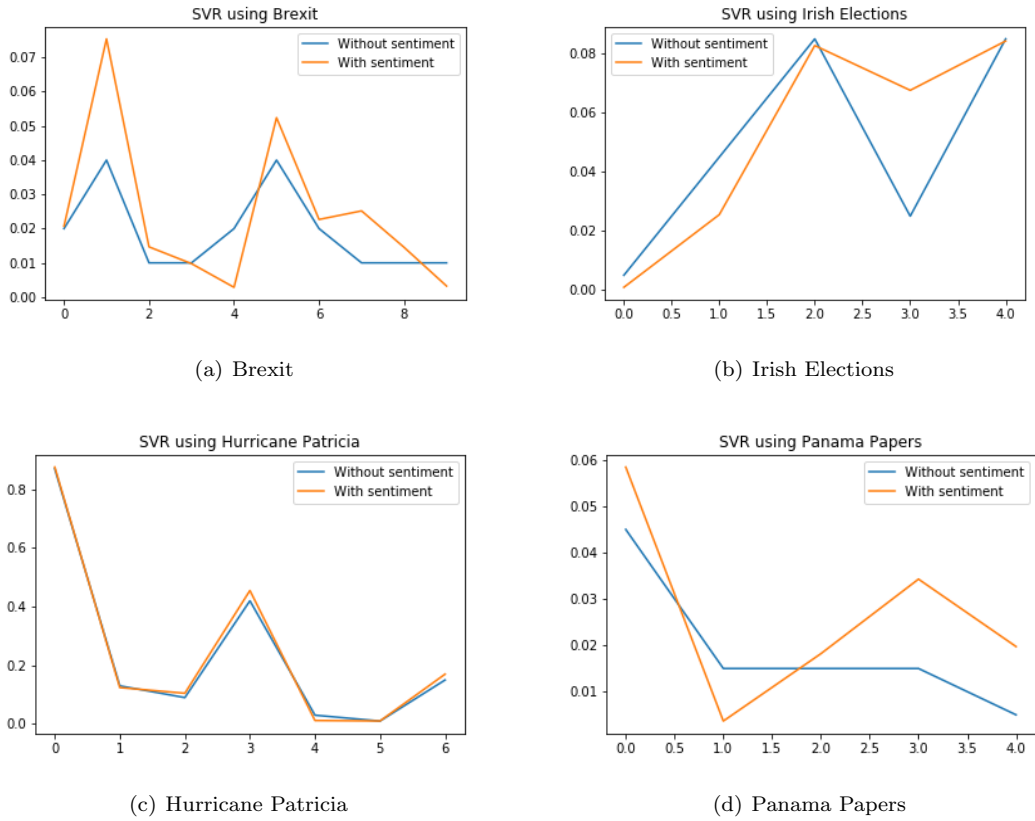 SVR using Brexit
Without sentiment
With sentiment
0.07
0.06
0.05
0.04
0.03
0.02
0.01
0.00
0 2 4 6 8
(a) Brexit
SVR using Irish Elections
Without sentiment
With sentiment
0.08
0.06
0.04
0.02
0.00
0.0 0.5 1.0 1.5 2.0 2.5 3.0 3.5 4.0
(b) Irish Elections
SVR using Hurricane Patricia
Without sentiment
With sentiment
0.8
0.6
0.4
0.2
0.0
0 1 2 3 4 5 6
(c) Hurricane Patricia
SVR using Panama Papers
Without sentiment
With sentiment
0.06
0.05
0.04
0.03
0.02
0.01
0.0 0.5 1.0 1.5 2.0 2.5 3.0 3.5 4.0
(d) Panama Papers